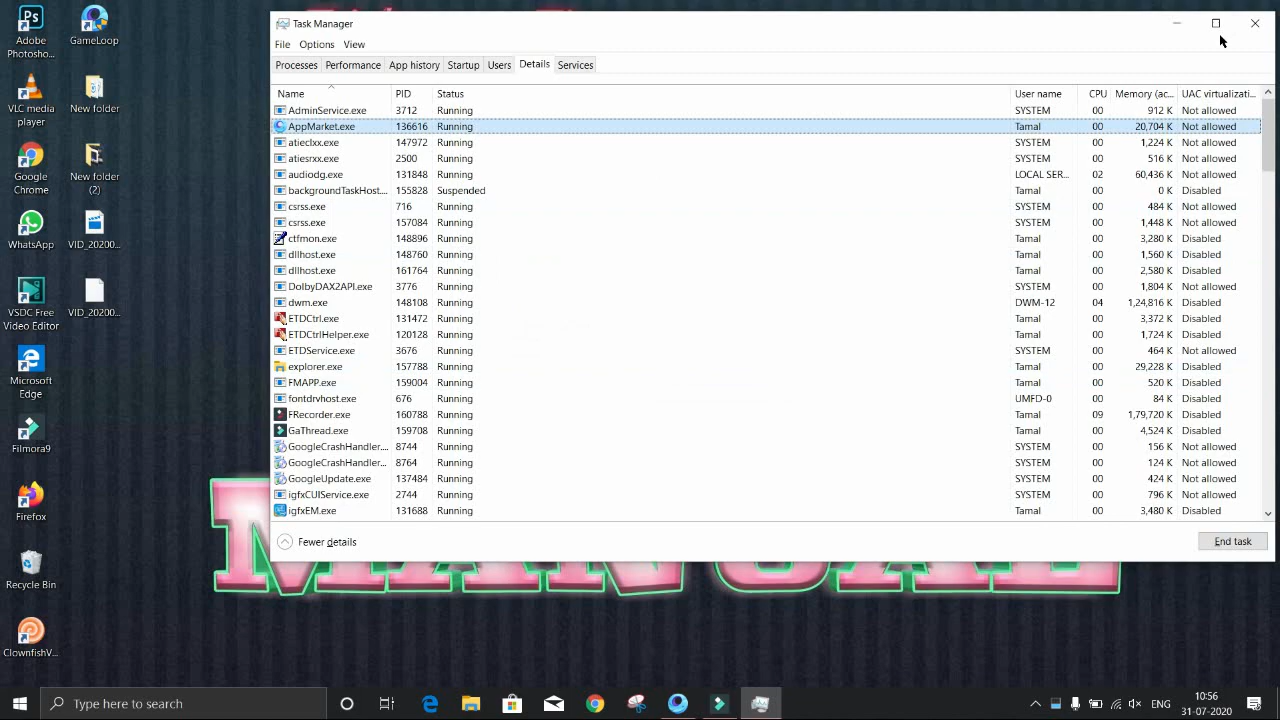 Adobe
Photosho...
GameLoop
VLC media
player
New folder
Google
Chrome
New folder
(2)
WhatsApp
VID_20200...
VSDC Free
Video Editor
VID_20200...
Microsoft
Edge
Filmora9
Firefox
Recycle Bin
ClownfishV...
Task Manager
File Options View
Processes Performance App history Startup Users Details Services
Name PID Status User name CPU Memory (ac... UAC virtualizati...
AdminService.exe 3712 Running SYSTEM 00 912 K Not allowed
AppMarket.exe 136616 Running Tamal 00 20,704 K Not allowed
atieclxx.exe 147972 Running SYSTEM 00 1,224 K Not allowed
atiesrxx.exe 2500 Running SYSTEM 00 516 K Not allowed
audiodg.exe 131848 Running LOCAL SER... 02 60,436 K Not allowed
backgroundTaskHost.... 155828 Suspended Tamal 00 0 K Disabled
csrss.exe 716 Running SYSTEM 00 484 K Not allowed
csrss.exe 157084 Running SYSTEM 00 1,448 K Not allowed
ctfmon.exe 148896 Running Tamal 00 3,280 K Disabled
dllhost.exe 148760 Running Tamal 00 1,560 K Disabled
dllhost.exe 161764 Running Tamal 00 2,580 K Disabled
DolbyDAX2API.exe 3776 Running SYSTEM 00 1,804 K Not allowed
dwm.exe 148108 Running DWM-12 04 1,24,816 K Disabled
ETDCtrl.exe 131472 Running Tamal 00 3,372 K Disabled
ETDCtrlHelper.exe 120128 Running Tamal 00 1,724 K Disabled
ETDService.exe 3676 Running SYSTEM 00 464 K Not allowed
explorer.exe 157788 Running Tamal 00 29,228 K Disabled
FMAPP.exe 159004 Running Tamal 00 520 K Disabled
fontdrvhost.exe 676 Running UMFD-0 00 84 K Disabled
FRecorder.exe 160788 Running Tamal 09 1,79,720 K Disabled
GaThread.exe 159708 Running Tamal 00 4,524 K Disabled
GoogleCrashHandler.... 8744 Running SYSTEM 00 156 K Not allowed
GoogleCrashHandler... 8764 Running SYSTEM 00 124 K Not allowed
GoogleUpdate.exe 137484 Running SYSTEM 00 424 K Not allowed
igfxCUIService.exe 2744 Running SYSTEM 00 796 K Not allowed
igfxEM.exe 131688 Running Tamal 00 3,480 K Disabled
Fewer details
End task
Type here to search
ENG
10:56
31-07-2020